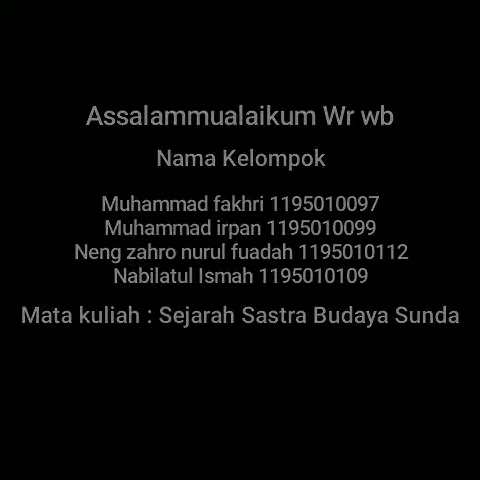 Assalammualaikum Wr wb
Nama Kelompok
Muhammad fakhri 1195010097
Muhammad irpan 1195010099
Neng zahro nurul fuadah 1195010112
Nabilatul Ismah 1195010109
Mata kuliah : Sejarah Sastra Budaya Sunda